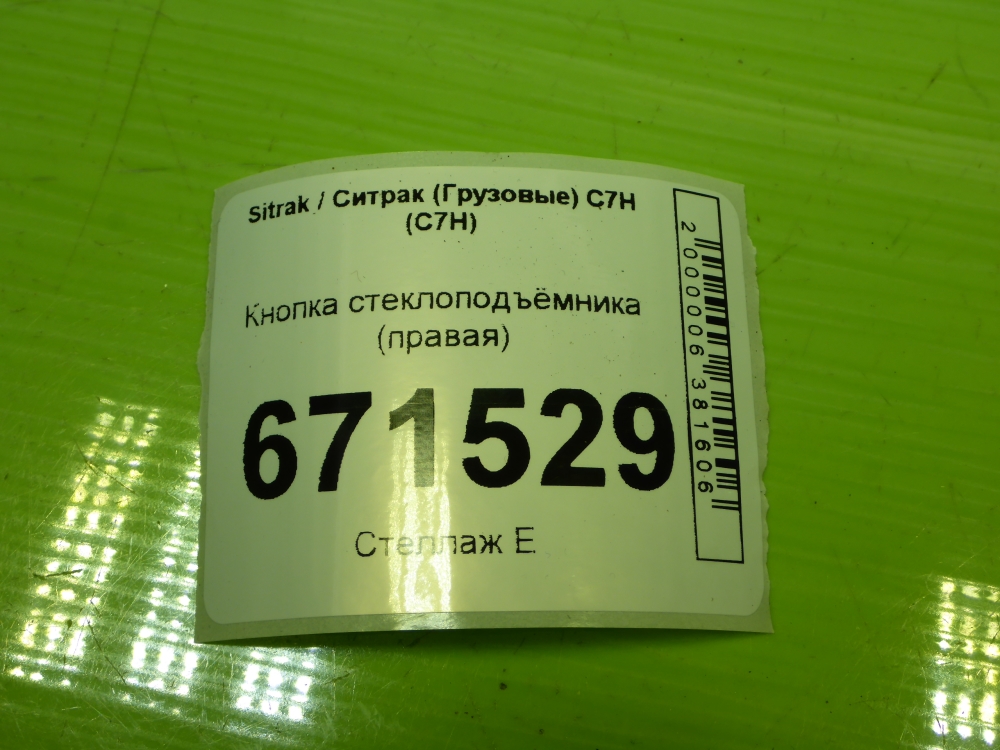 Sitrak / Ситрак (Грузовые) C7H
(C7H)
Кнопка стеклоподъёмника
(правая)
671529
Стеллаж Е
2000006381606